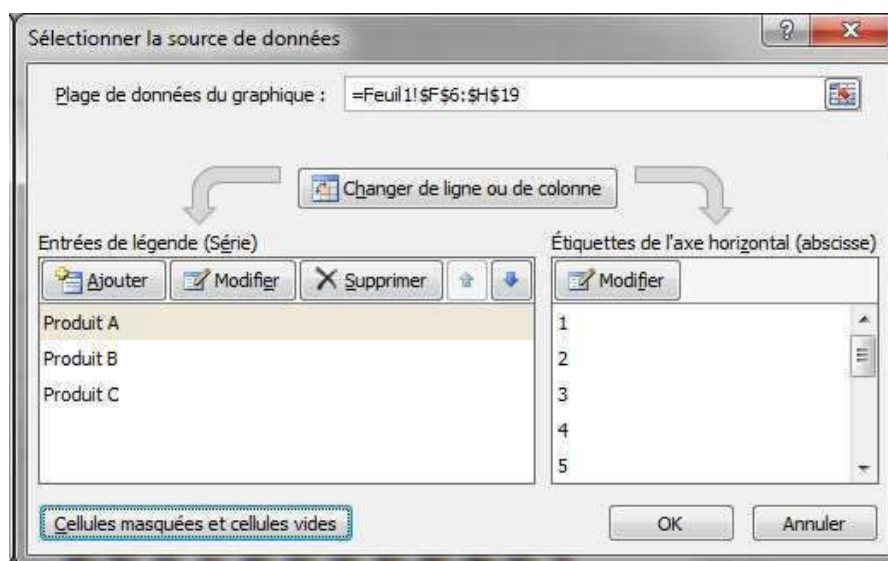 Sélectionner la source de données
Plage de données du graphique : =Feuil1!$F$6:$H$19
Changer de ligne ou de colonne
Entrées de légende (Série)
Ajouter Modifier Supprimer
Produit A
Produit B
Produit C
Étiquettes de l'axe horizontal (abscisse)
Modifier
1
2
3
4
5
Cellules masquées et cellules vides
OK Annuler